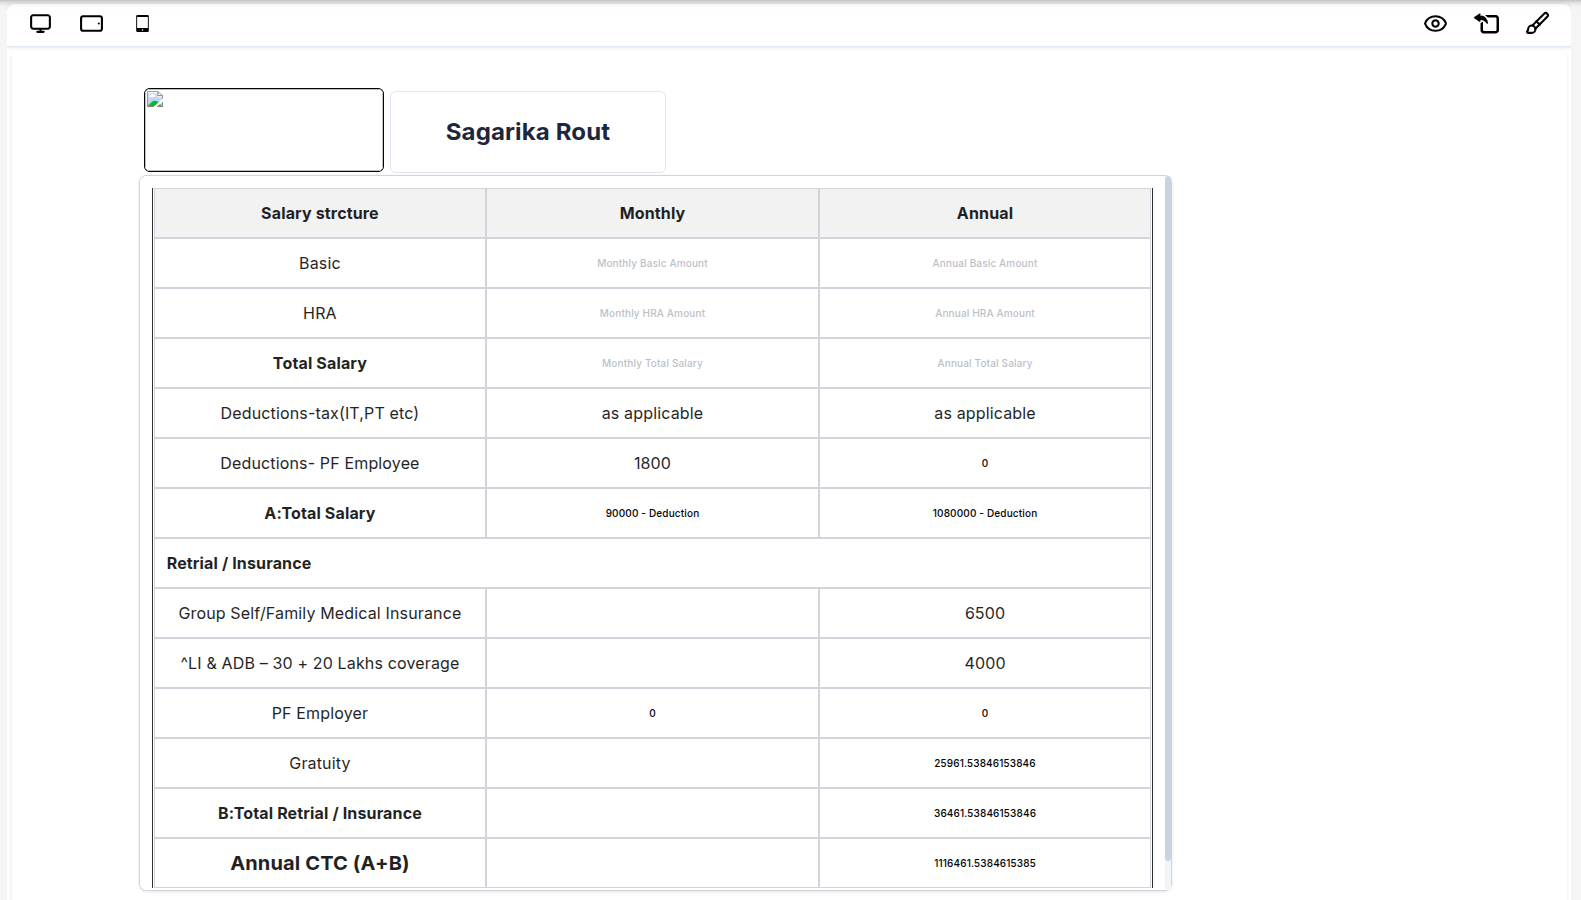 Sagarika Rout
Salary strcture Monthly Annual
Basic Monthly Basic Amount Annual Basic Amount
HRA Monthly HRA Amount Annual HRA Amount
Total Salary Monthly Total Salary Annual Total Salary
Deductions-tax(IT,PT etc) as applicable as applicable
Deductions- PF Employee 1800 0
A:Total Salary 90000 - Deduction 1080000 - Deduction
Retrial / Insurance
Group Self/Family Medical Insurance 6500
^LI & ADB – 30 + 20 Lakhs coverage 4000
PF Employer 0 0
Gratuity 25961.53846153846
B:Total Retrial / Insurance 36461.53846153846
Annual CTC (A+B) 1116461.5384615385